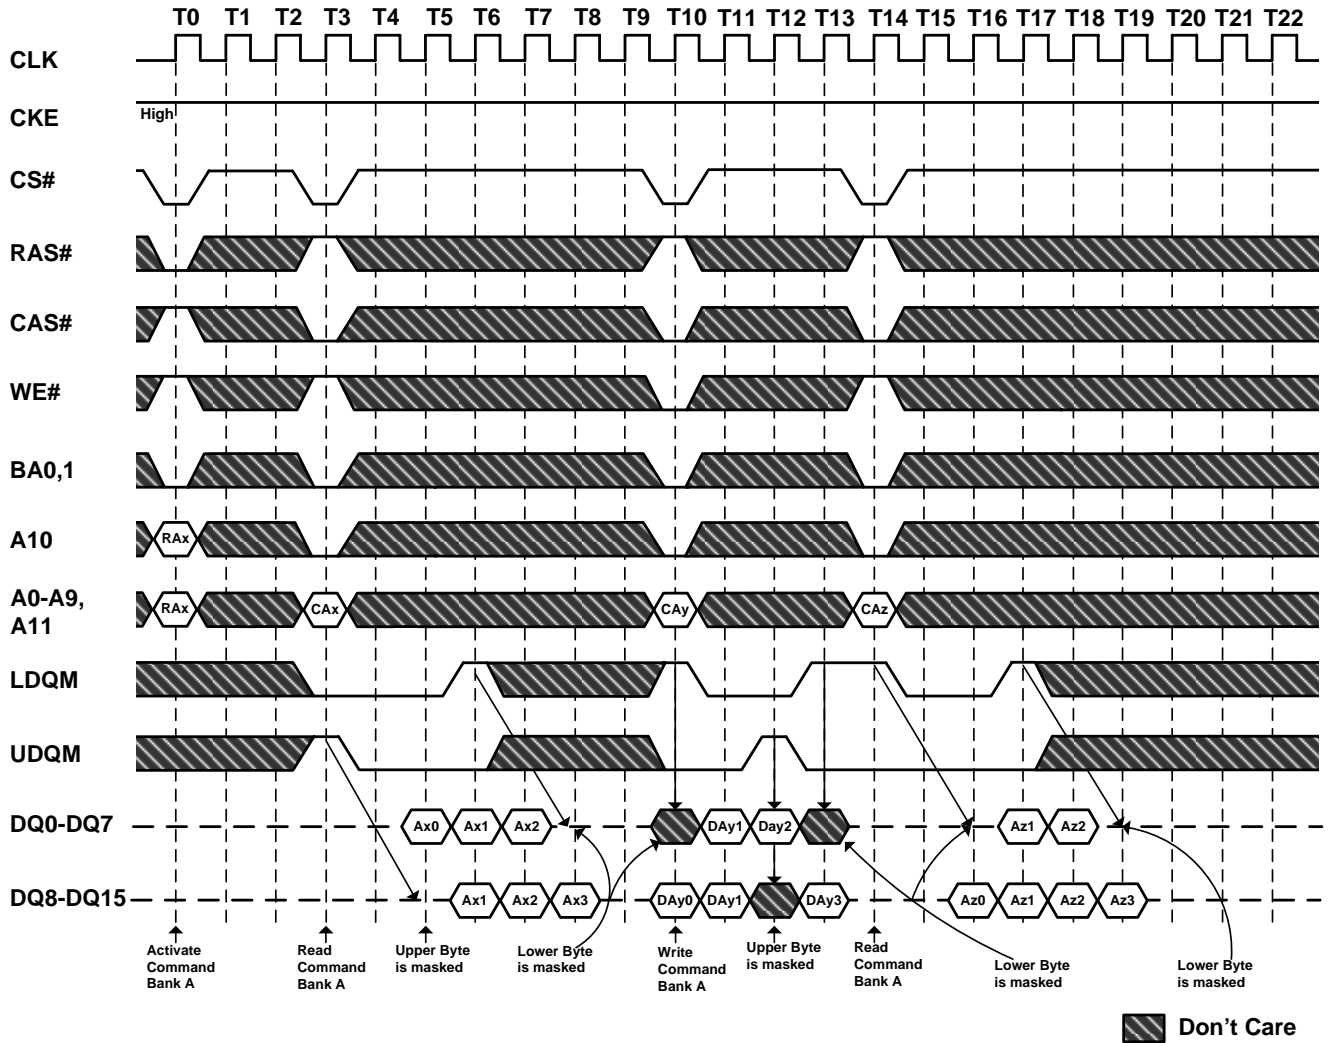 T0 T1 T2 T3 T4 T5 T6 T7 T8 T9 T10 T11 T12 T13 T14 T15 T16 T17 T18 T19 T20 T21 T22
CLK
CKE High
CS#
RAS#
CAS#
WE#
BA0,1
A10 RAx
A0-A9, RAx CAx CAy CAz
A11
LDQM
UDQM
DQ0-DQ7 Ax0 Ax1 Ax2 DAy1 Day2 Az1 Az2
DQ8-DQ15 Ax1 Ax2 Ax3 DAy0 DAy1 DAy3 Az0 Az1 Az2 Az3
Activate
Command
Bank A
Read
Command
Bank A
Upper Byte
is masked
Lower Byte
is masked
Write
Command
Bank A
Upper Byte
is masked
Read
Command
Bank A
Lower Byte
is masked
Lower Byte
is masked
Don't Care